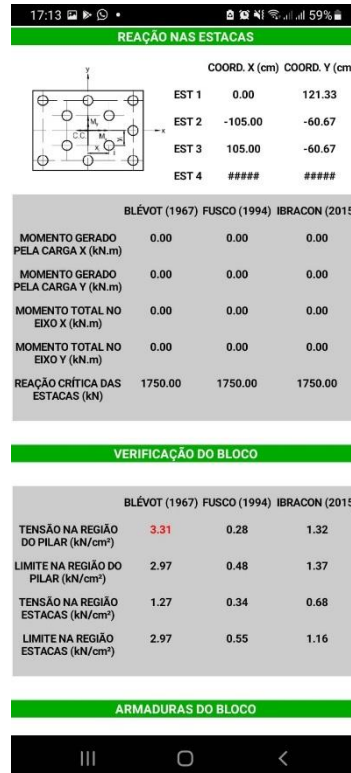 17:13 59%
REAÇÃO NAS ESTACAS
COORD. X (cm) COORD. Y (cm
EST 1 0.00 121.33
EST 2 -105.00 -60.67
EST 3 105.00 -60.67
EST 4 ##### #####
y
x
C.C.
BLÉVOT (1967) FUSCO (1994) IBRACON (2015
MOMENTO GERADO
PELA CARGA X (kN.m) 0.00 0.00 0.00
MOMENTO GERADO
PELA CARGA Y (kN.m) 0.00 0.00 0.00
MOMENTO TOTAL NO
EIXO X (kN.m) 0.00 0.00 0.00
MOMENTO TOTAL NO
EIXO Y (kN.m) 0.00 0.00 0.00
REAÇÃO CRÍTICA DAS
ESTACAS (kN) 1750.00 1750.00 1750.00
VERIFICAÇÃO DO BLOCO
BLÉVOT (1967) FUSCO (1994) IBRACON (2015
TENSÃO NA REGIÃO
DO PILAR (kN/cm²) 3.31 0.28 1.32
LIMITE NA REGIÃO DO
PILAR (kN/cm²) 2.97 0.48 1.37
TENSÃO NA REGIÃO
ESTACAS (kN/cm²) 1.27 0.34 0.68
LIMITE NA REGIÃO
ESTACAS (kN/cm²) 2.97 0.55 1.16
ARMADURAS DO BLOCO